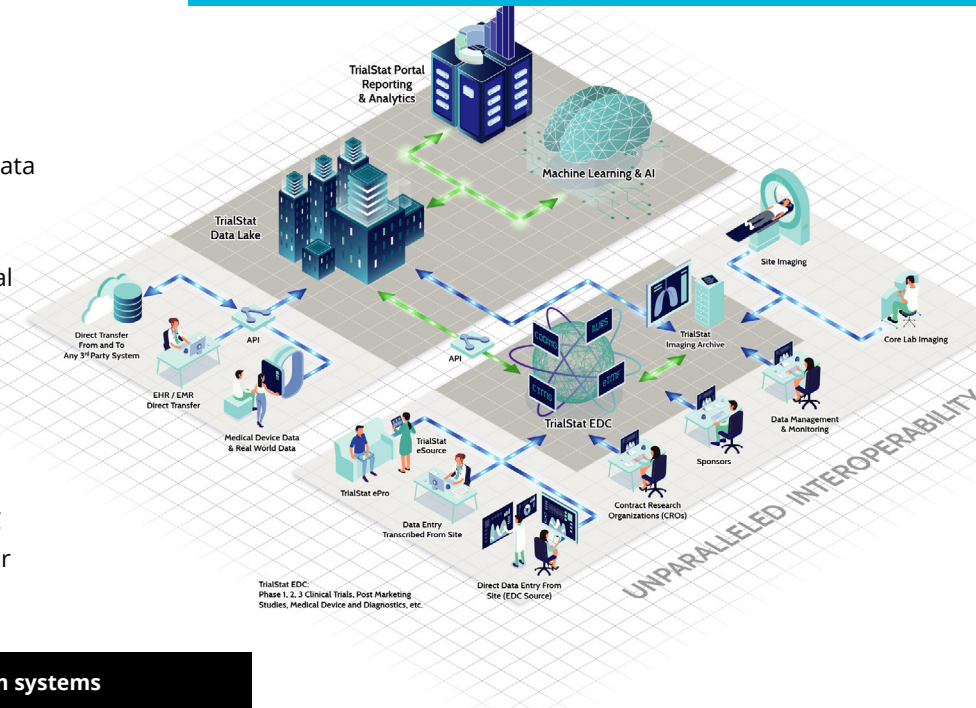 TrialStat Portal
Reporting
& Analytics
Machine Learning & AI
TrialStat
Data Lake
Site Imaging
Direct Transfer
From and To
Any 3rd Party System
API
EHR / EMR
Direct Transfer
Medical Device Data
& Real World Data
API
CODING
IWRS
CTMS
eTMF
TrialStat EDC
TrialStat
Imaging Archive
Core Lab Imaging
Data Management
& Monitoring
Sponsors
Contract Research
Organizations (CROs)
TrialStat
eSource
TrialStat ePro
Data Entry
Transcribed From Site
Direct Data Entry From
Site (EDC Source)
UNPARALLELED INTEROPERABILITY
TrialStat EDC:
Phase 1, 2, 3 Clinical Trials, Post Marketing
Studies, Medical Device and Diagnostics, etc.
systems